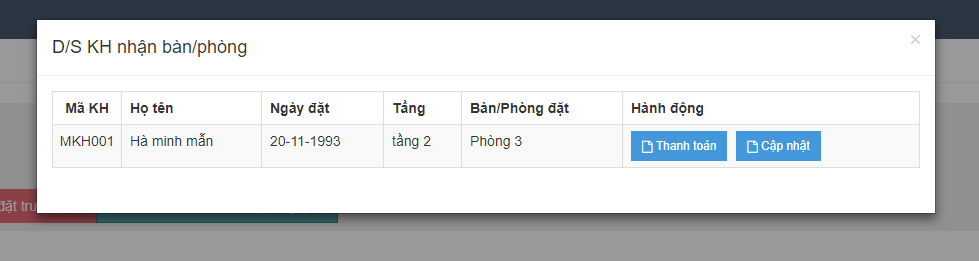 D/S KH nhận bàn/phòng
×
Mã KH Họ tên Ngày đặt Tầng Bàn/Phòng đặt Hành động
MKH001 Hà minh mẫn 20-11-1993 tầng 2 Phòng 3 Thanh toán Cập nhật
đặt